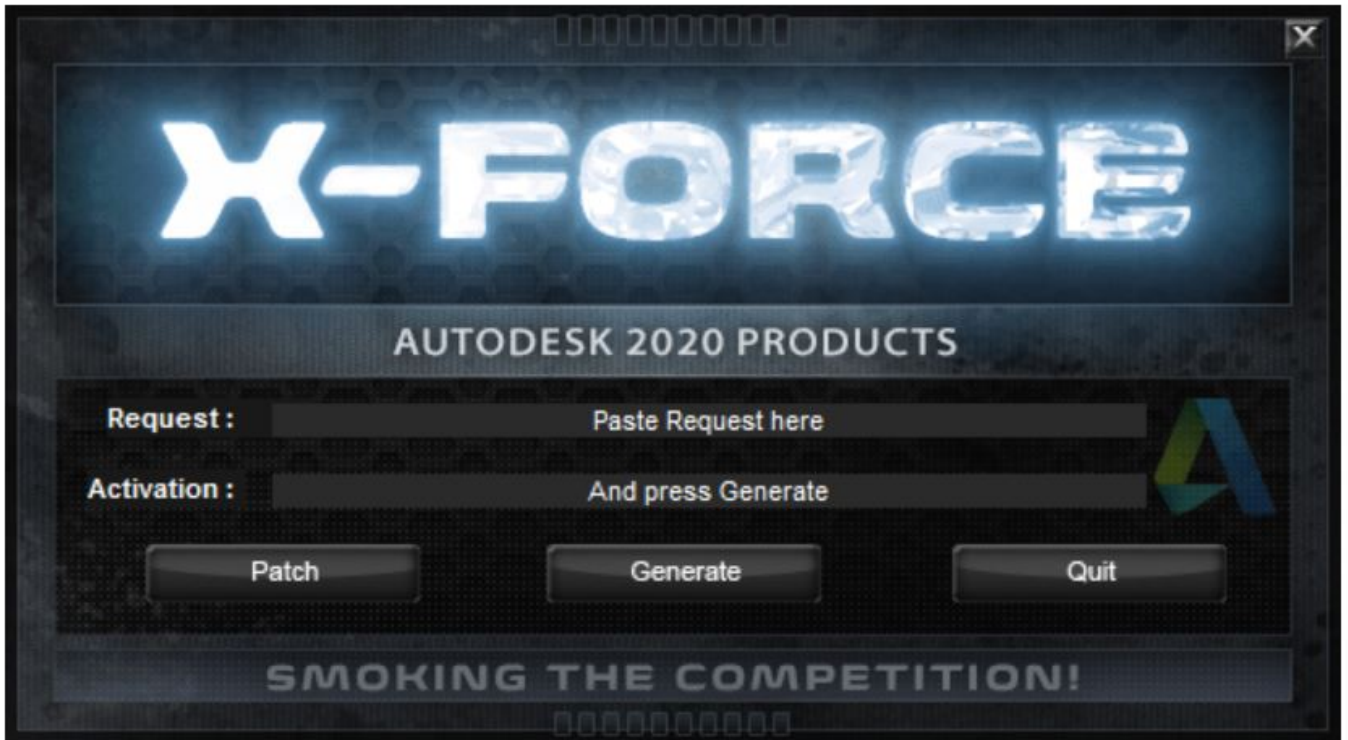 X
X-FORCE
AUTODESK 2020 PRODUCTS
Request : Paste Request here
Activation : And press Generate
Patch Generate Quit
SMOKING THE COMPETITION!